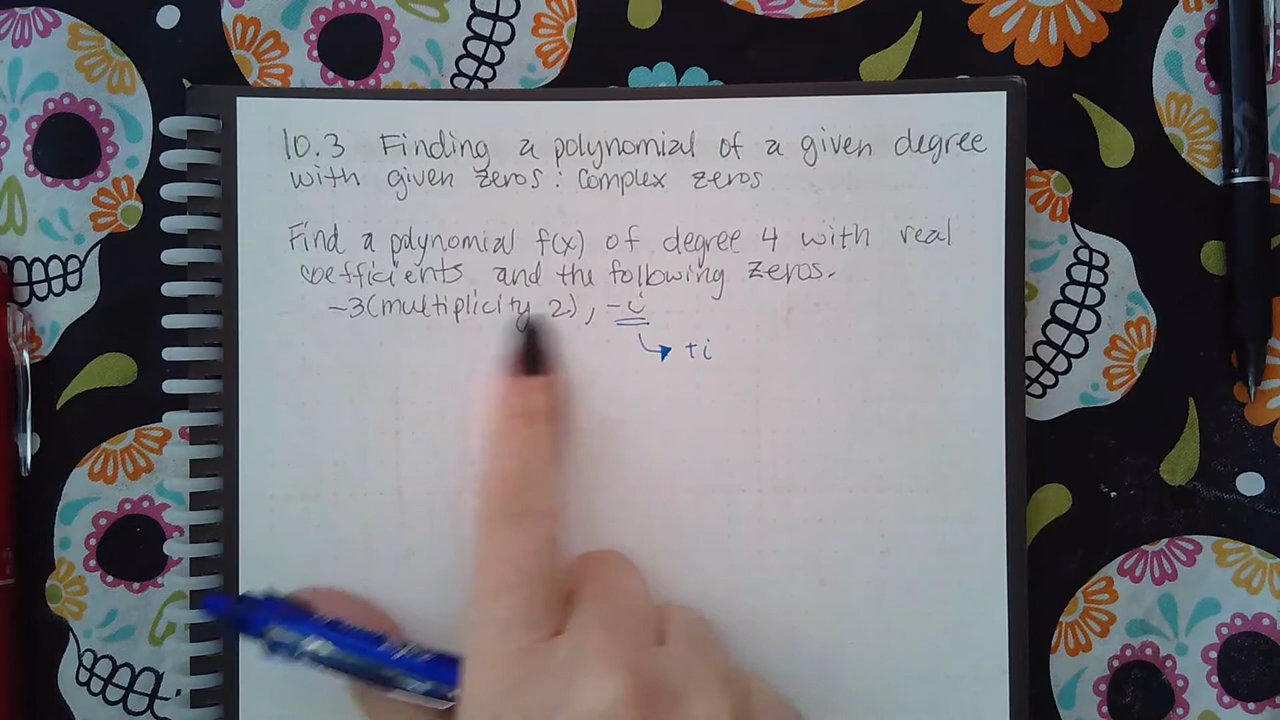 10.3 Finding a polynomial of a given degree
with given zeros: Complex zeros
Find a polynomial f(x) of degree 4 with real
coefficients and the following zeros.
-3(multiplicity 2), -i
+i